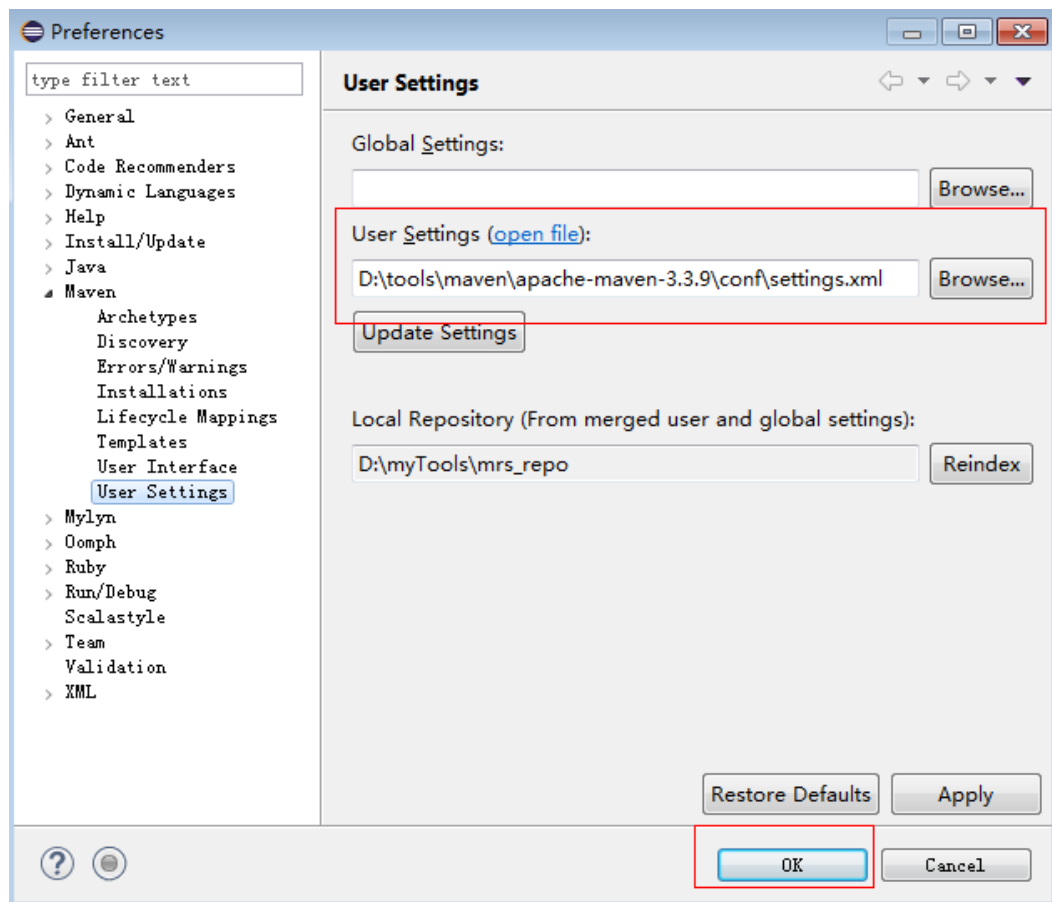 Preferences
type filter text
General
Ant
Code Recommenders
Dynamic Languages
Help
Install/Update
Java
Maven
Archetypes
Discovery
Errors/Warnings
Installations
Lifecycle Mappings
Templates
User Interface
User Settings
Mylyn
Oomph
Ruby
Run/Debug
Scalastyle
Team
Validation
XML
User Settings
Global Settings:
Browse...
User Settings (open file):
D:\tools\maven\apache-maven-3.3.9\conf\settings.xml Browse...
Update Settings
Local Repository (From merged user and global settings):
D:\myTools\mrs_repo Reindex
Restore Defaults Apply
OK Cancel